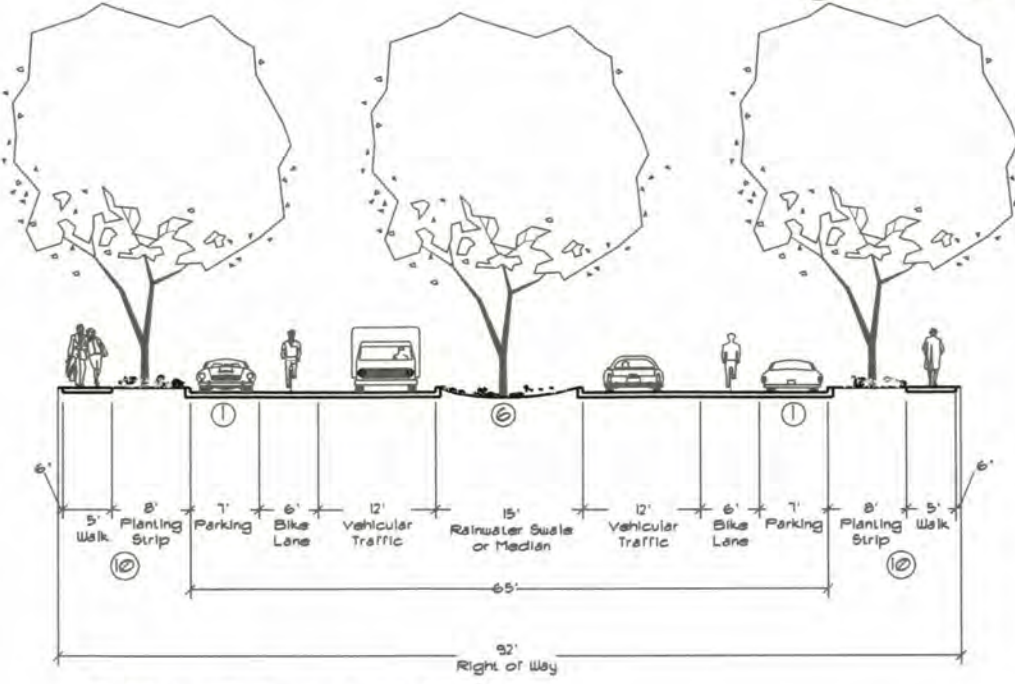 1
6
1
6"
6"
5'
Walk
8'
Planting
Strip
7'
Parking
6'
Bike
Lane
12'
Vehicular
Traffic
15'
Rainwater Swale
or Median
12'
Vehicular
Traffic
6'
Bike
Lane
7'
Parking
8'
Planting
Strip
5'
Walk
10
10
65'
92'
Right of Way